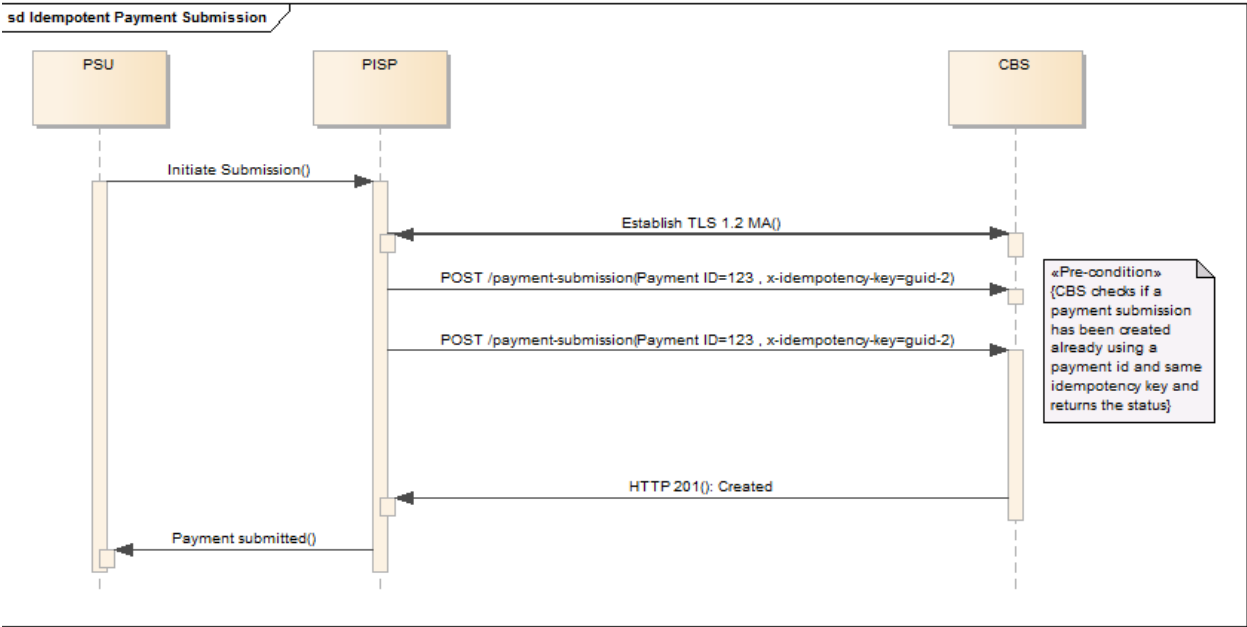 sd Idempotent Payment Submission
PSU
PISP
CBS
Initiate Submission()
Establish TLS 1.2 MA()
POST /payment-submission(Payment ID=123 , x-idempotency-key=guid-2)
«Pre-condition»
{CBS checks if a
payment submission
has been created
already using a
payment id and same
idempotency key and
returns the status}
POST /payment-submission(Payment ID=123 , x-idempotency-key=guid-2)
HTTP 201(): Created
Payment submitted()